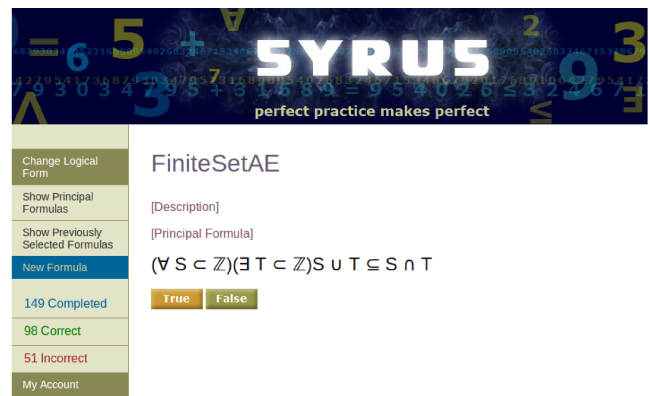 SYRUS
perfect practice makes perfect
Change Logical
Form
Show Principal
Formulas
Show Previously
Selected Formulas
New Formula
149 Completed
98 Correct
51 Incorrect
My Account
FiniteSetAE
[Description]
[Principal Formula]
(∀ S ⊂ ℤ)(∃ T ⊂ ℤ)S ∪ T ⊆ S ∩ T
True False